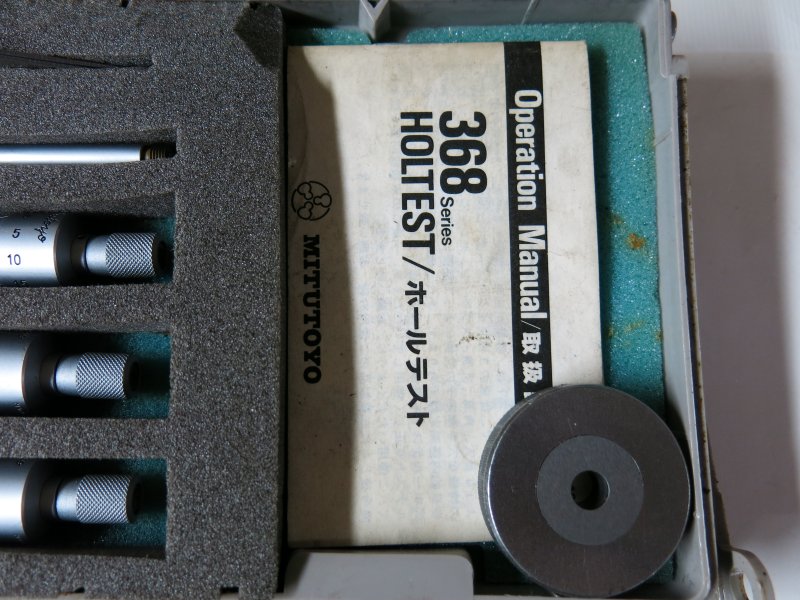 Operation Manual/取扱
368 Series
HOLTEST/ホールテスト
MITUTOYO
5
10